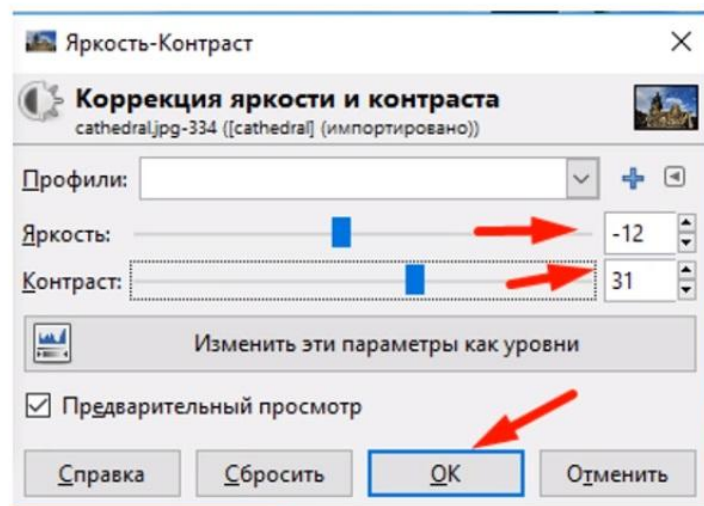 Яркость-Контраст
Коррекция яркости и контраста
cathedral.jpg-334 ([cathedral] (импортировано))
Профили:
Яркость: -12
Контраст: 31
Изменить эти параметры как уровни
Предварительный просмотр
Справка Сбросить OK Отменить